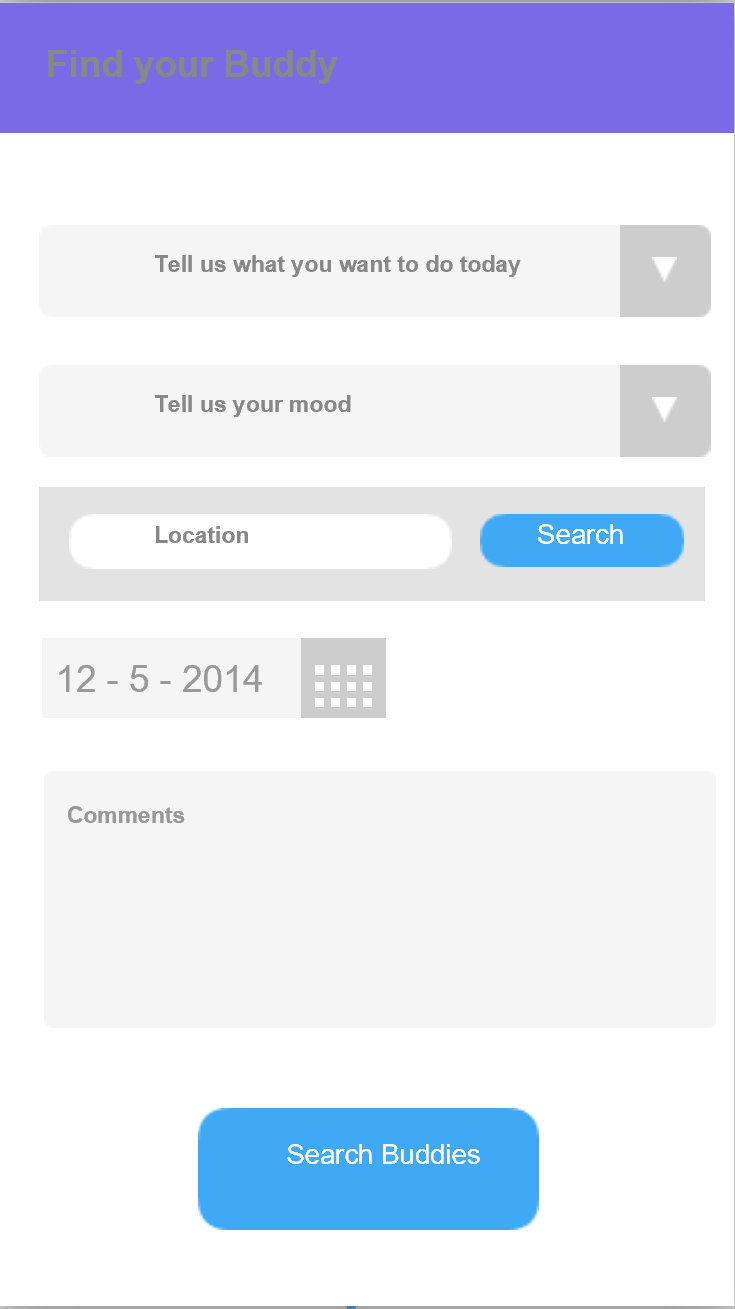 Find your Buddy
Tell us what you want to do today
Tell us your mood
Location
Search
12 - 5 - 2014
Comments
Search Buddies